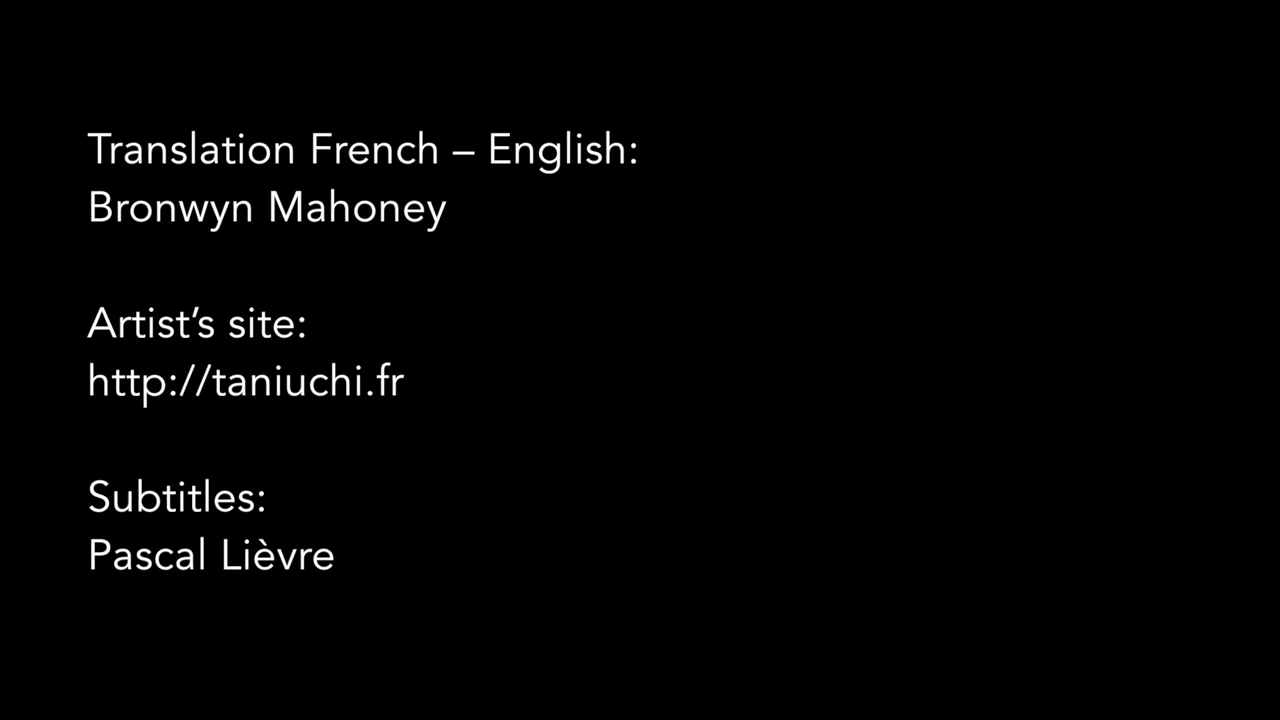 Translation French – English:
Bronwyn Mahoney
Artist’s site:
http://taniuchi.fr
Subtitles:
Pascal Lièvre